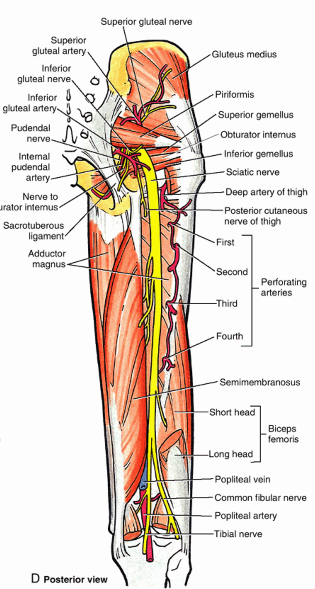 Superior gluteal nerve
Superior
gluteal artery
Inferior
gluteal nerve
Inferior
gluteal artery
Pudendal
nerve
Internal
pudendal
artery
Nerve to
urator internus
Sacrotuberous
ligament
Adductor
magnus
Gluteus medius
Piriformis
Superior gemellus
Obturator internus
Inferior gemellus
Sciatic nerve
Deep artery of thigh
Posterior cutaneous
nerve of thigh
First
Second
Third
Fourth
Perforating
arteries
Semimembranosus
Short head
Long head
Biceps
femoris
Popliteal vein
Common fibular nerve
Popliteal artery
Tibial nerve
D Posterior view